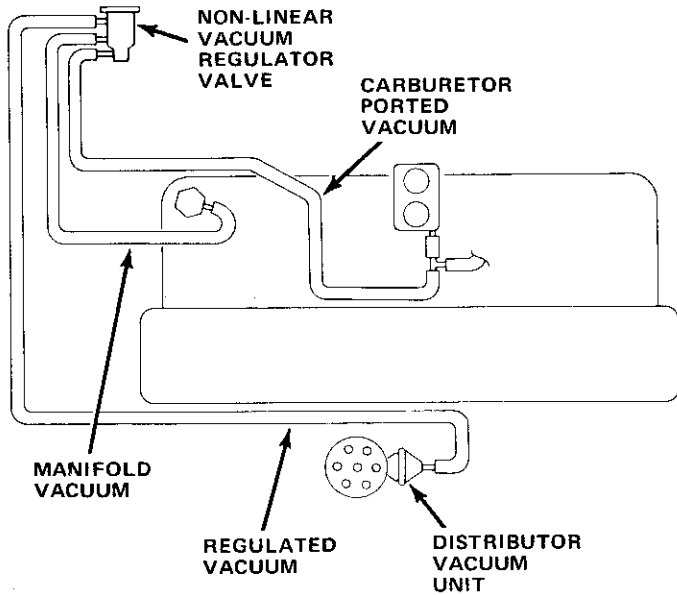 NON-LINEAR
VACUUM
REGULATOR
VALVE
CARBURETOR
PORTED
VACUUM
MANIFOLD
VACUUM
REGULATED
VACUUM
DISTRIBUTOR
VACUUM
UNIT